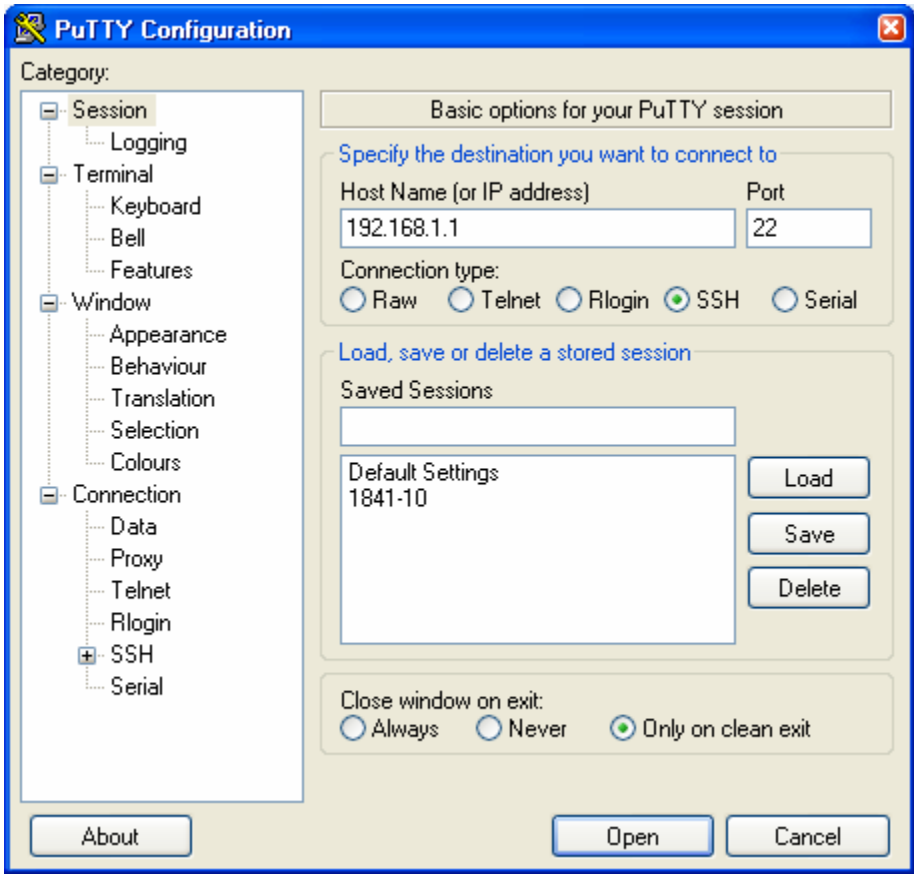 PuTTY Configuration
Category:
Session
Logging
Terminal
Keyboard
Bell
Features
Window
Appearance
Behaviour
Translation
Selection
Colours
Connection
Data
Proxy
Telnet
Rlogin
SSH
Serial
Basic options for your PuTTY session
Specify the destination you want to connect to
Host Name (or IP address) Port
192.168.1.1 22
Connection type:
Raw Telnet Rlogin SSH Serial
Load, save or delete a stored session
Saved Sessions
Default Settings
1841-10
Load
Save
Delete
Close window on exit:
Always Never Only on clean exit
About Open Cancel